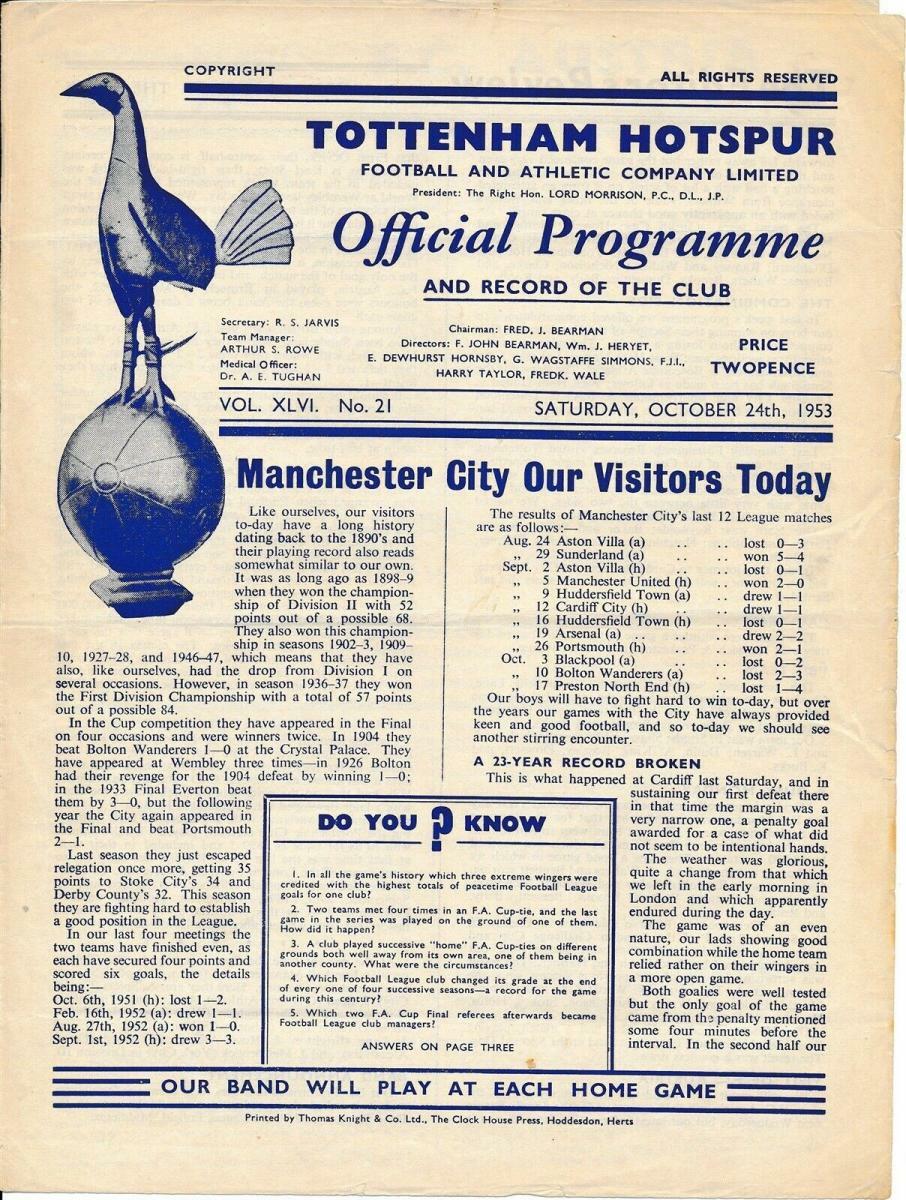 COPYRIGHT
ALL RIGHTS RESERVED
TOTTENHAM HOTSPUR
FOOTBALL AND ATHLETIC COMPANY LIMITED
President: The Right Hon. LORD MORRISON, P.C., D.L., J.P.
Official Programme
AND RECORD OF THE CLUB
Secretary: R. S. JARVIS
Team Manager:
ARTHUR S. ROWE
Medical Officer:
Dr. A. E. TUGHAN
Chairman: FRED. J. BEARMAN
Directors: F. JOHN BEARMAN, Wm. J. HERYET,
E. DEWHURST HORNSBY, G. WAGSTAFFE SIMMONS, F.J.I.,
HARRY TAYLOR, FREDK. WALE
PRICE
TWOPENCE
VOL. XLVI. No. 21
SATURDAY, OCTOBER 24th, 1953
Manchester City Our Visitors Today
Like ourselves, our visitors
to-day have a long history
dating back to the 1890's and
their playing record also reads
somewhat similar to our own.
It was as long ago as 1898-9
when they won the champion-
ship of Division II with 52
points out of a possible 68.
They also won this champion-
ship in seasons 1902-3, 1909-
10, 1927-28, and 1946-47, which means that they have
also, like ourselves, had the drop from Division I on
several occasions. However, in season 1936-37 they won
the First Division Championship with a total of 57 points
out of a possible 84.
In the Cup competition they have appeared in the Final
on four occasions and were winners twice. In 1904 they
beat Bolton Wanderers 1—0 at the Crystal Palace. They
have appeared at Wembley three times—in 1926 Bolton
had their revenge for the 1904 defeat by winning 1—0;
in the 1933 Final Everton beat
them by 3—0, but the following
year the City again appeared in
the Final and beat Portsmouth
2—1.
Last season they just escaped
relegation once more, getting 35
points to Stoke City's 34 and
Derby County's 32. This season
they are fighting hard to establish
a good position in the League.
In our last four meetings the
two teams have finished even, as
each have secured four points and
scored six goals, the details
being:—
Oct. 6th, 1951 (h): lost 1—2.
Feb. 16th, 1952 (a): drew 1—1.
Aug. 27th, 1952 (a): won 1—0.
Sept. 1st, 1952 (h): drew 3—3.
The results of Manchester City's last 12 League matches
are as follows:—
Aug. 24 Aston Villa (a) .. .. lost 0—3
„ 29 Sunderland (a) .. .. won 5—4
Sept. 2 Aston Villa (h) .. .. lost 0—1
„ 5 Manchester United (h) .. won 2—0
„ 9 Huddersfield Town (a) .. drew 1—1
„ 12 Cardiff City (h) .. .. drew 1—1
„ 16 Huddersfield Town (h) .. lost 0—1
„ 19 Arsenal (a) .. .. .. drew 2—2
„ 26 Portsmouth (h) .. .. won 2—1
Oct. 3 Blackpool (a) .. .. lost 0—2
„ 10 Bolton Wanderers (a) .. lost 2—3
„ 17 Preston North End (h) .. lost 1—4
Our boys will have to fight hard to win to-day, but over
the years our games with the City have always provided
keen and good football, and so to-day we should see
another stirring encounter.
A 23-YEAR RECORD BROKEN
This is what happened at Cardiff last Saturday, and in
sustaining our first defeat there
in that time the margin was a
very narrow one, a penalty goal
awarded for a case of what did
not seem to be intentional hands.
The weather was glorious,
quite a change from that which
we left in the early morning in
London and which apparently
endured during the day.
The game was of an even
nature, our lads showing good
combination while the home team
relied rather on their wingers in
a more open game.
Both goalies were well tested
but the only goal of the game
came from the penalty mentioned
some four minutes before the
interval. In the second half our
DO YOU ? KNOW
1. In all the game's history which three extreme wingers were
credited with the highest totals of peacetime Football League
goals for one club?
2. Two teams met four times in an F.A. Cup-tie, and the last
game in the series was played on the ground of one of them.
How did it happen?
3. A club played successive "home" F.A. Cup-ties on different
grounds both well away from its own area, one of them being in
another county. What were the circumstances?
4. Which Football League club changed its grade at the end
of every one of four successive seasons—a record for the game
during this century?
5. Which two F.A. Cup Final referees afterwards became
Football League club managers?
ANSWERS ON PAGE THREE
OUR BAND WILL PLAY AT EACH HOME GAME
Printed by Thomas Knight & Co. Ltd., The Clock House Press, Hoddesdon, Herts